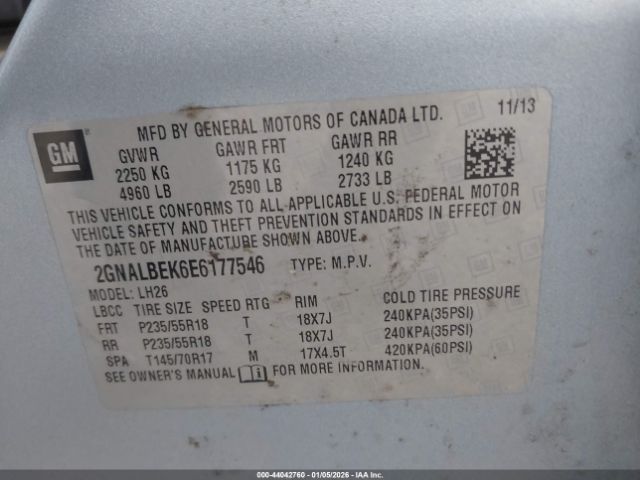 GM
MFD BY GENERAL MOTORS OF CANADA LTD. 11/13
GVWR GAWR FRT GAWR RR
2250 KG 1175 KG 1240 KG
4960 LB 2590 LB 2733 LB
THIS VEHICLE CONFORMS TO ALL APPLICABLE U.S. FEDERAL MOTOR
VEHICLE SAFETY AND THEFT PREVENTION STANDARDS IN EFFECT ON
THE DATE OF MANUFACTURE SHOWN ABOVE.
2GNALBEK6E6177546 TYPE: M.P.V.
MODEL: LH26
LBCC TIRE SIZE SPEED RTG RIM COLD TIRE PRESSURE
FRT P235/55R18 T 18X7J 240KPA(35PSI)
RR P235/55R18 T 18X7J 240KPA(35PSI)
SPA T145/70R17 M 17X4.5T 420KPA(60PSI)
SEE OWNER'S MANUAL FOR MORE INFORMATION.
000-44042760 - 01/05/2026 - © IAA Holdings, LLC